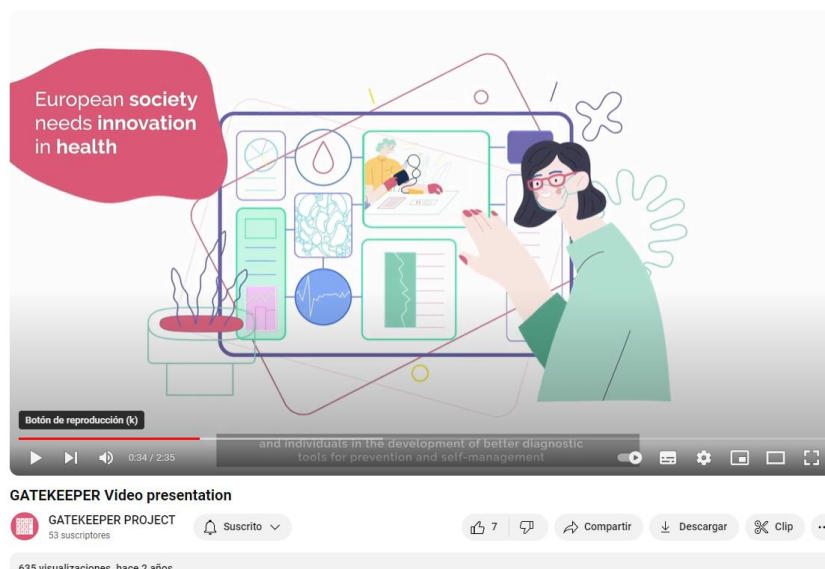 European society
needs innovation
in health
Botón de reproducción (k)
and individuals in the development of better diagnostic
tools for prevention and self-management
0:34 / 2:35
GATEKEEPER Video presentation
GATEKEEPER PROJECT
53 suscriptores
Suscrito
7
Compartir
Descargar
Clip
635 visualizaciones hace 2 años